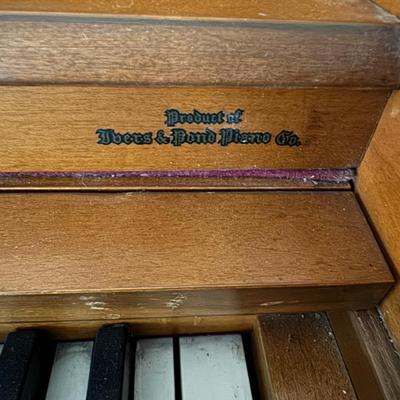 Product of
Ivers & Pond Piano Co.